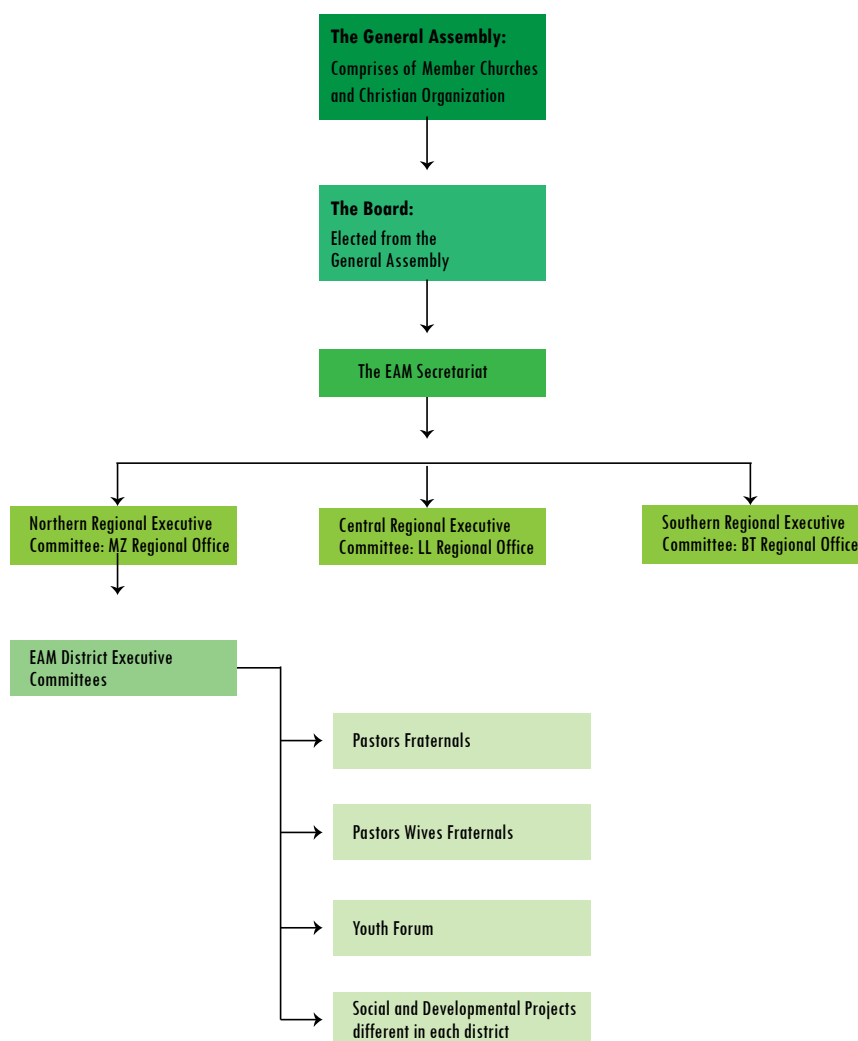 The General Assembly:
Comprises of Member Churches
and Christian Organization
The Board:
Elected from the
General Assembly
The EAM Secretariat
Northern Regional Executive
Committee: MZ Regional Office
Central Regional Executive
Committee: LL Regional Office
Southern Regional Executive
Committee: BT Regional Office
EAM District Executive
Committees
Pastors Fraternals
Pastors Wives Fraternals
Youth Forum
Social and Developmental Projects
different in each district